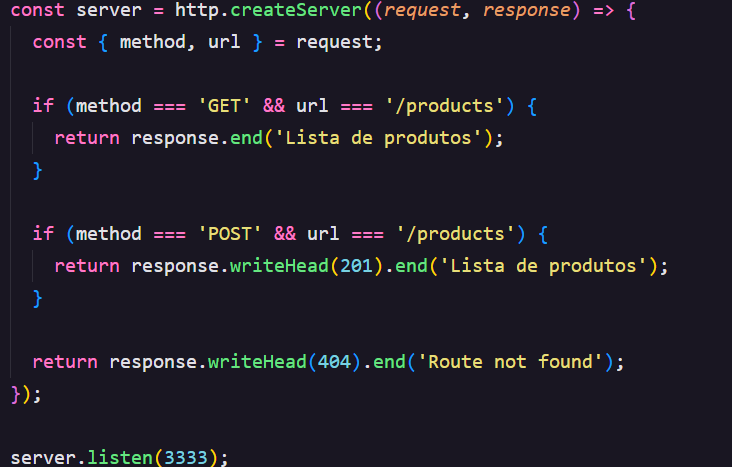 const server = http.createServer((request, response) => {
  const { method, url } = request;

  if (method === 'GET' && url === '/products') {
    return response.end('Lista de produtos');
  }

  if (method === 'POST' && url === '/products') {
    return response.writeHead(201).end('Lista de produtos');
  }

  return response.writeHead(404).end('Route not found');
});

server.listen(3333);